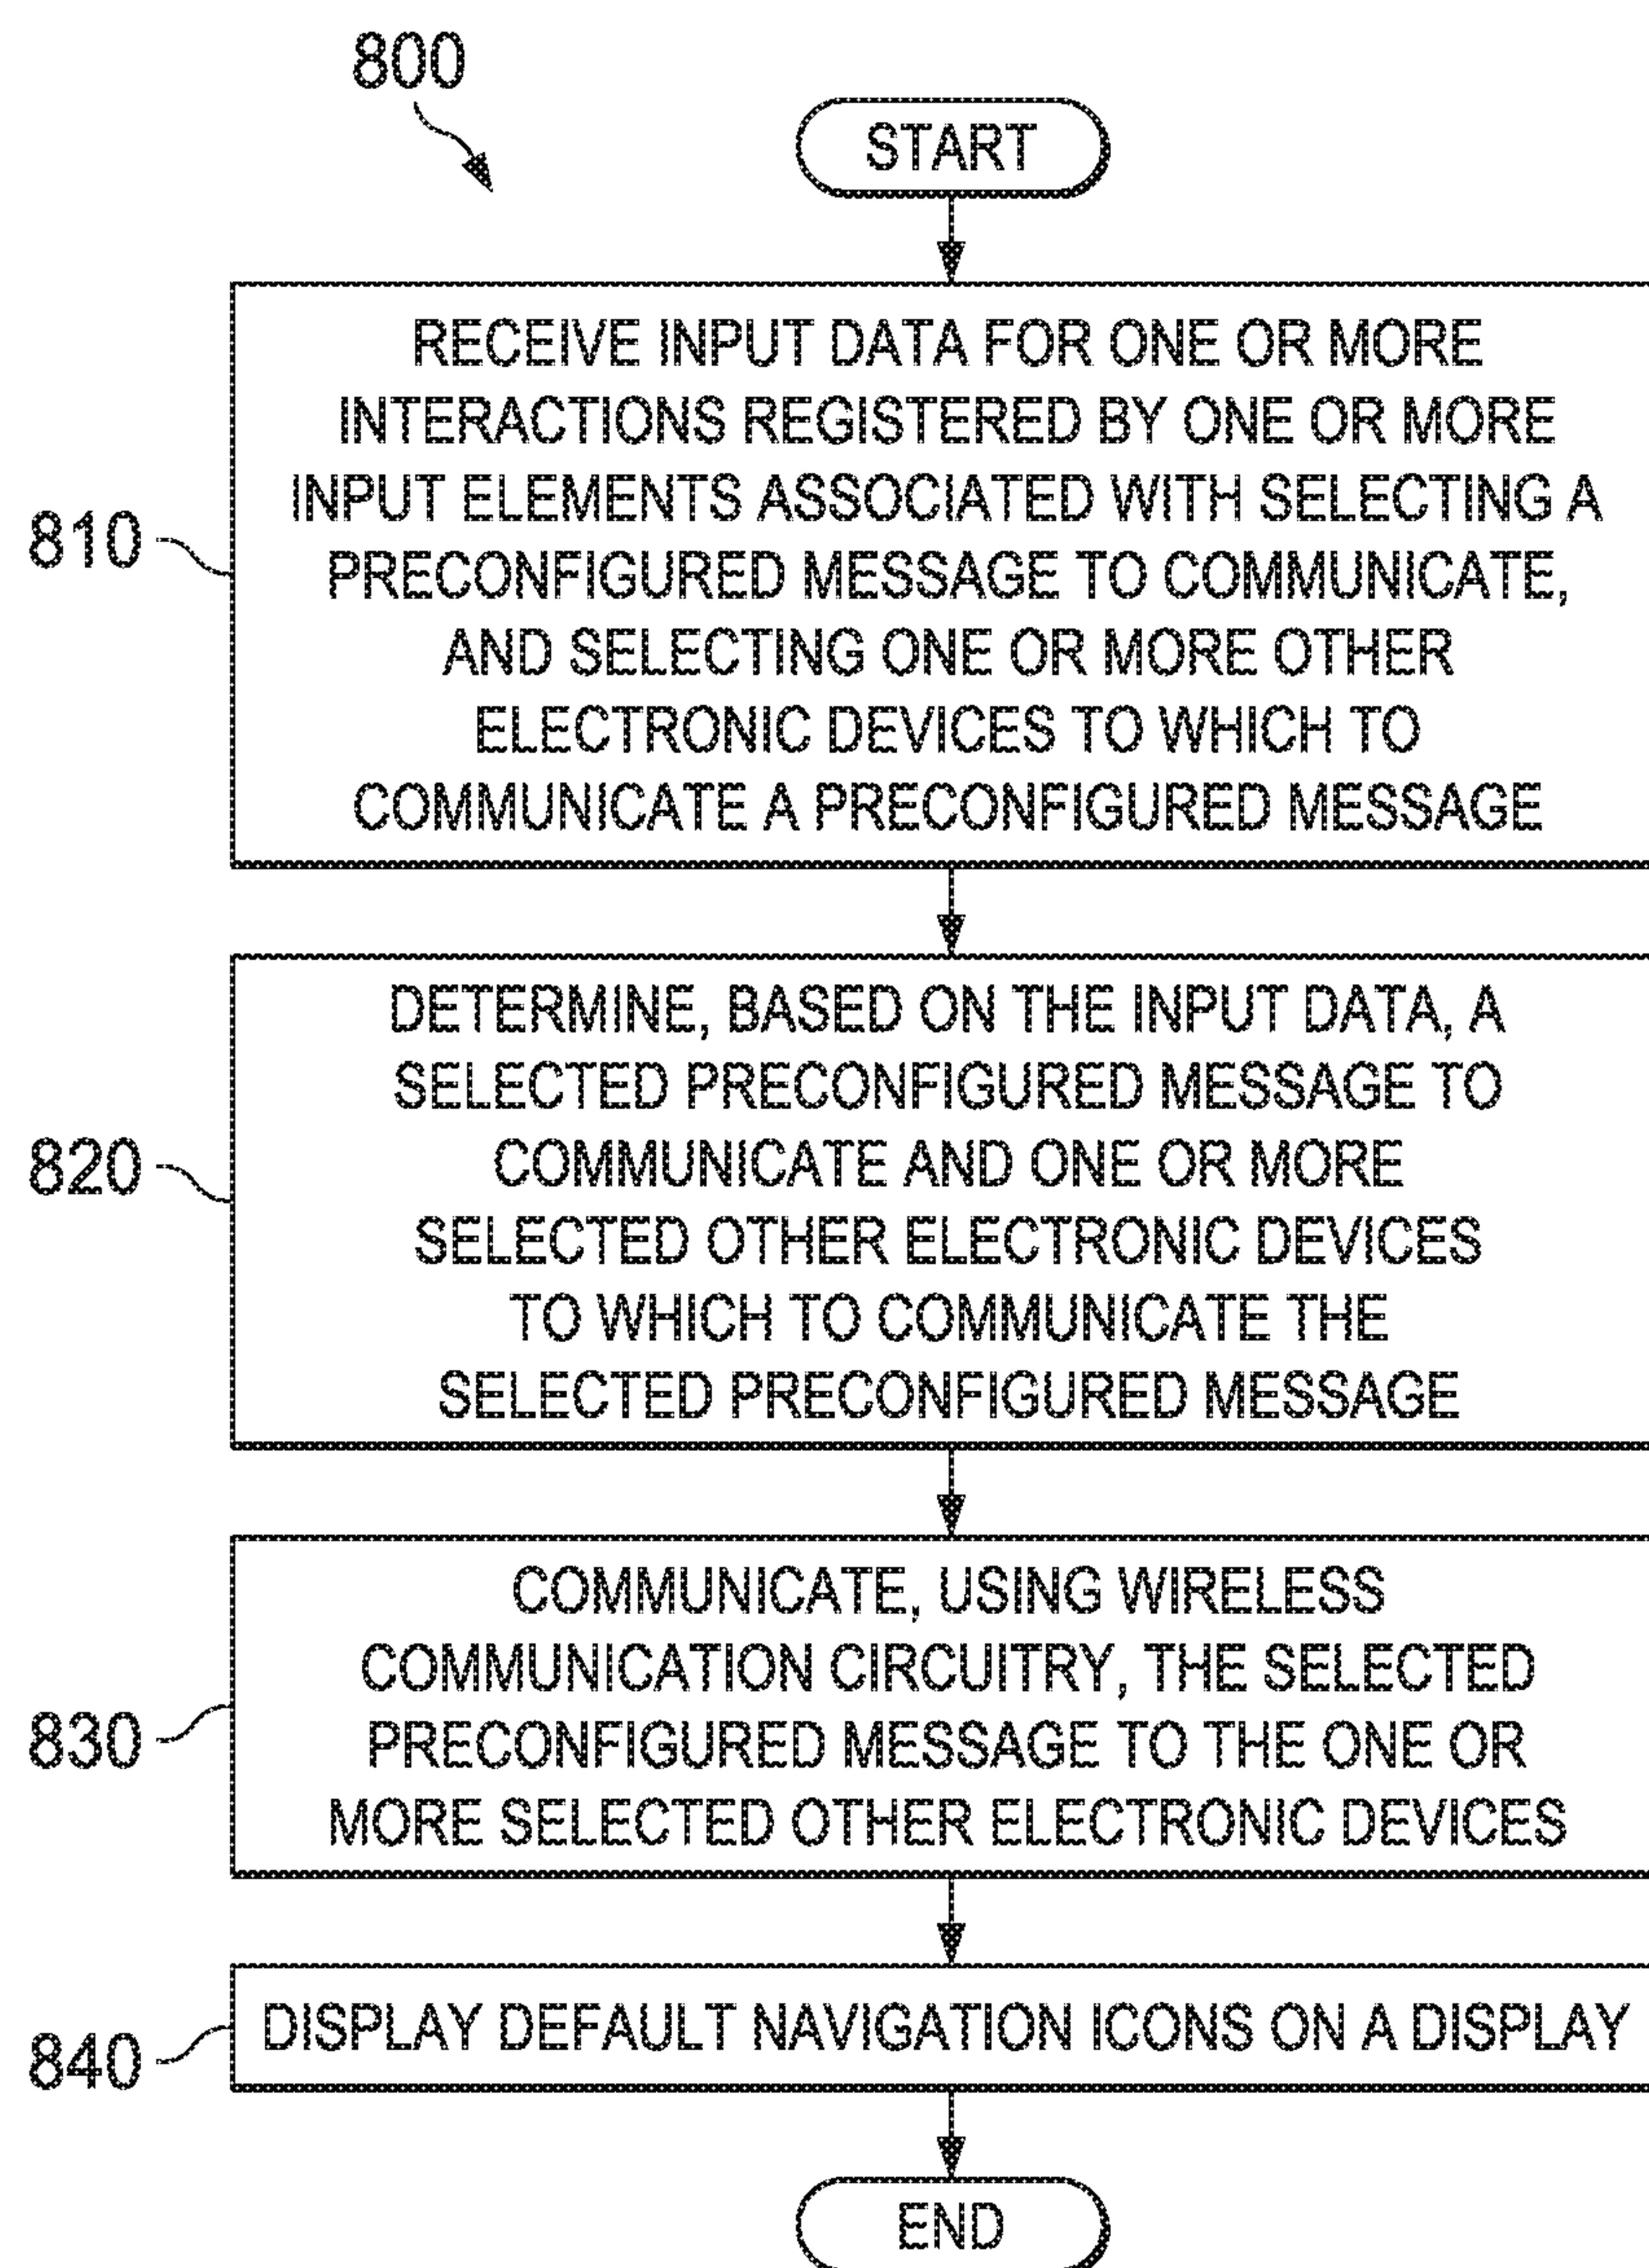 800
START
810
RECEIVE INPUT DATA FOR ONE OR MORE
INTERACTIONS REGISTERED BY ONE OR MORE
INPUT ELEMENTS ASSOCIATED WITH SELECTING A
PRECONFIGURED MESSAGE TO COMMUNICATE,
AND SELECTING ONE OR MORE OTHER
ELECTRONIC DEVICES TO WHICH TO
COMMUNICATE A PRECONFIGURED MESSAGE
820
DETERMINE, BASED ON THE INPUT DATA, A
SELECTED PRECONFIGURED MESSAGE TO
COMMUNICATE AND ONE OR MORE
SELECTED OTHER ELECTRONIC DEVICES
TO WHICH TO COMMUNICATE THE
SELECTED PRECONFIGURED MESSAGE
830
COMMUNICATE, USING WIRELESS
COMMUNICATION CIRCUITRY, THE SELECTED
PRECONFIGURED MESSAGE TO THE ONE OR
MORE SELECTED OTHER ELECTRONIC DEVICES
840
DISPLAY DEFAULT NAVIGATION ICONS ON A DISPLAY
END